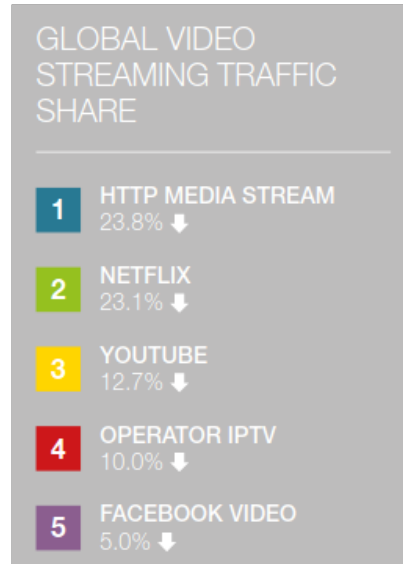 GLOBAL VIDEO
STREAMING TRAFFIC
SHARE
1 HTTP MEDIA STREAM
23.8%
2 NETFLIX
23.1%
3 YOUTUBE
12.7%
4 OPERATOR IPTV
10.0%
5 FACEBOOK VIDEO
5.0%